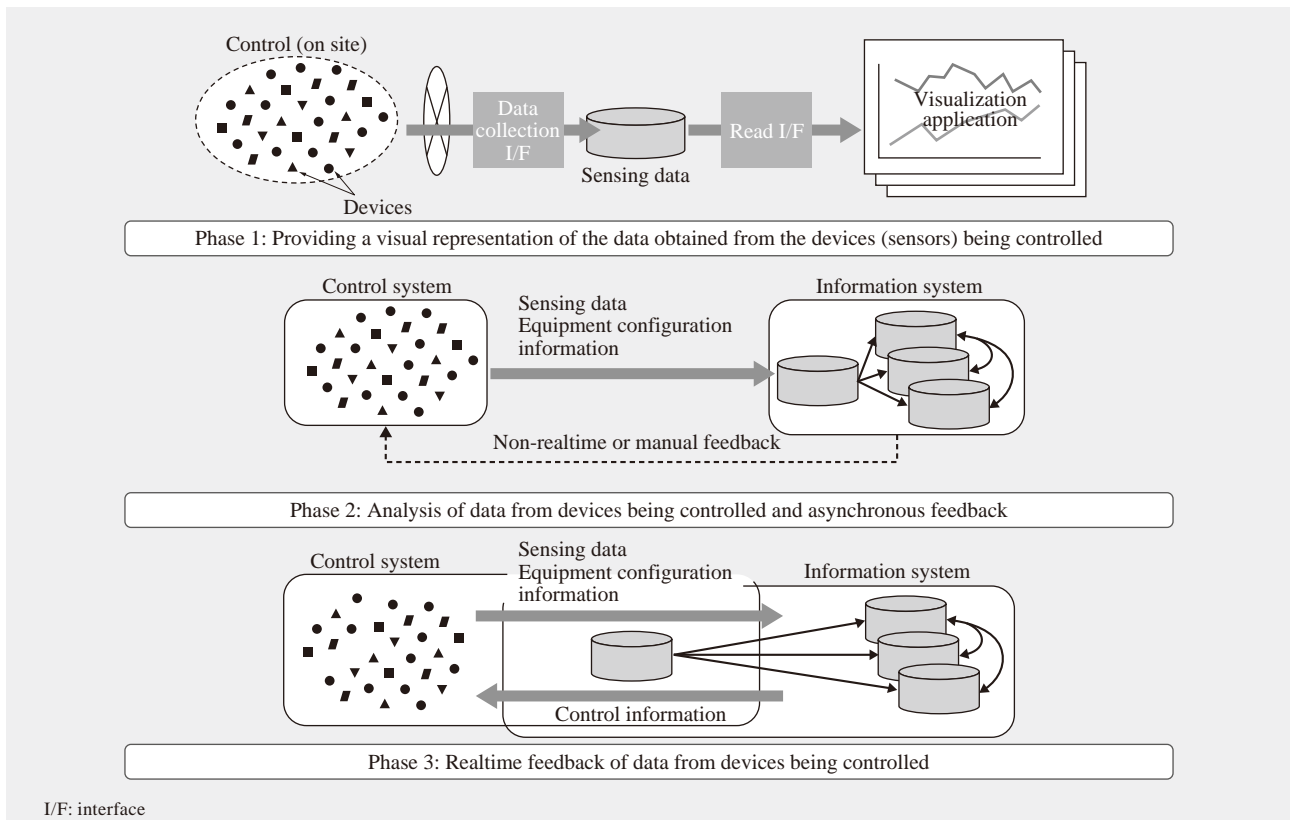 Control (on site)
Devices
Data
collection
I/F
Sensing data
Read I/F
Visualization
application
Phase 1: Providing a visual representation of the data obtained from the devices (sensors) being controlled
Control system
Sensing data
Equipment configuration
information
Information system
Non-realtime or manual feedback
Phase 2: Analysis of data from devices being controlled and asynchronous feedback
Control system
Sensing data
Equipment configuration
information
Information system
Control information
Phase 3: Realtime feedback of data from devices being controlled
I/F: interface